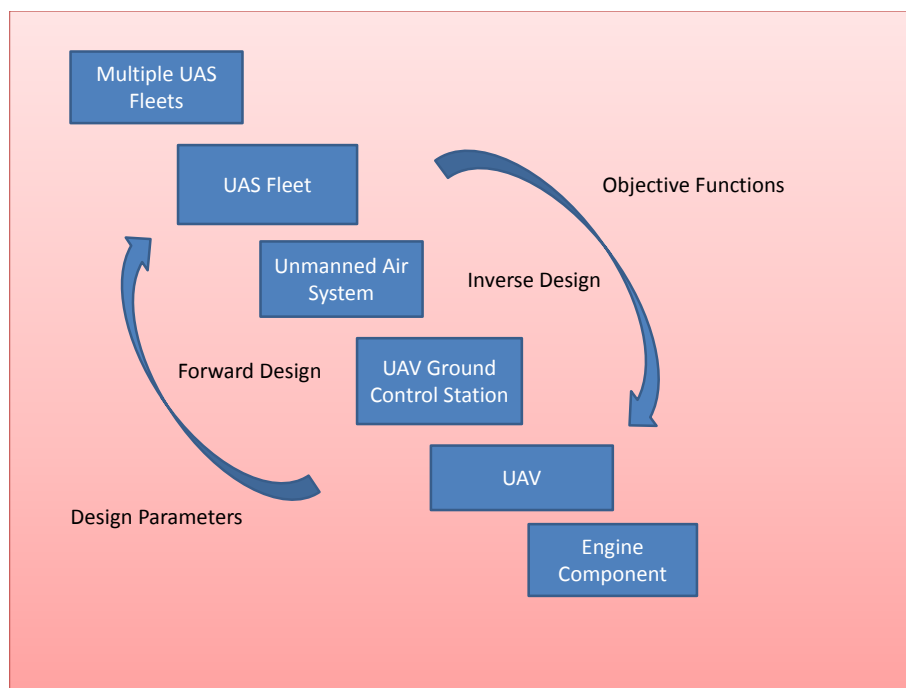 Multiple UAS
Fleets
UAS Fleet
Objective Functions
Unmanned Air
System
Inverse Design
Forward Design
UAV Ground
Control Station
UAV
Design Parameters
Engine
Component